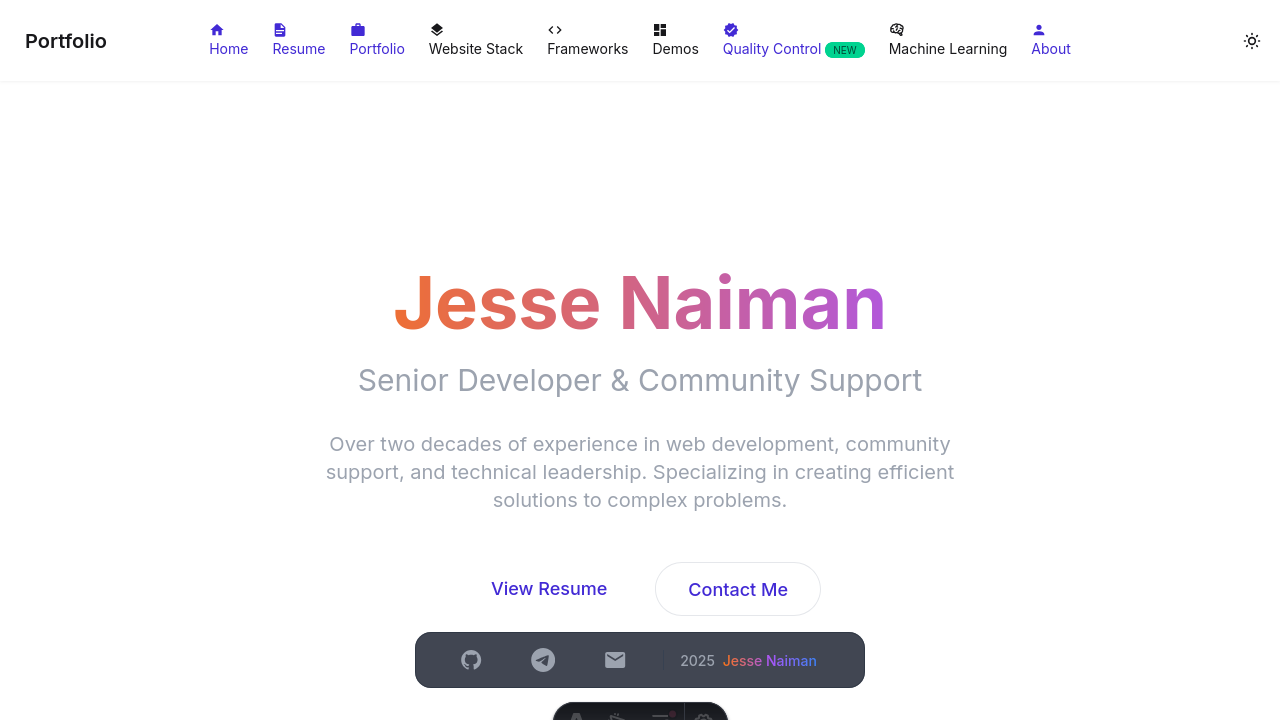 Portfolio
Home
Resume
Portfolio
Website Stack
Frameworks
Demos
Quality Control NEW
Machine Learning
About
Jesse Naiman
Senior Developer & Community Support
Over two decades of experience in web development, community
support, and technical leadership. Specializing in creating efficient
solutions to complex problems.
View Resume
Contact Me
2025 Jesse Naiman